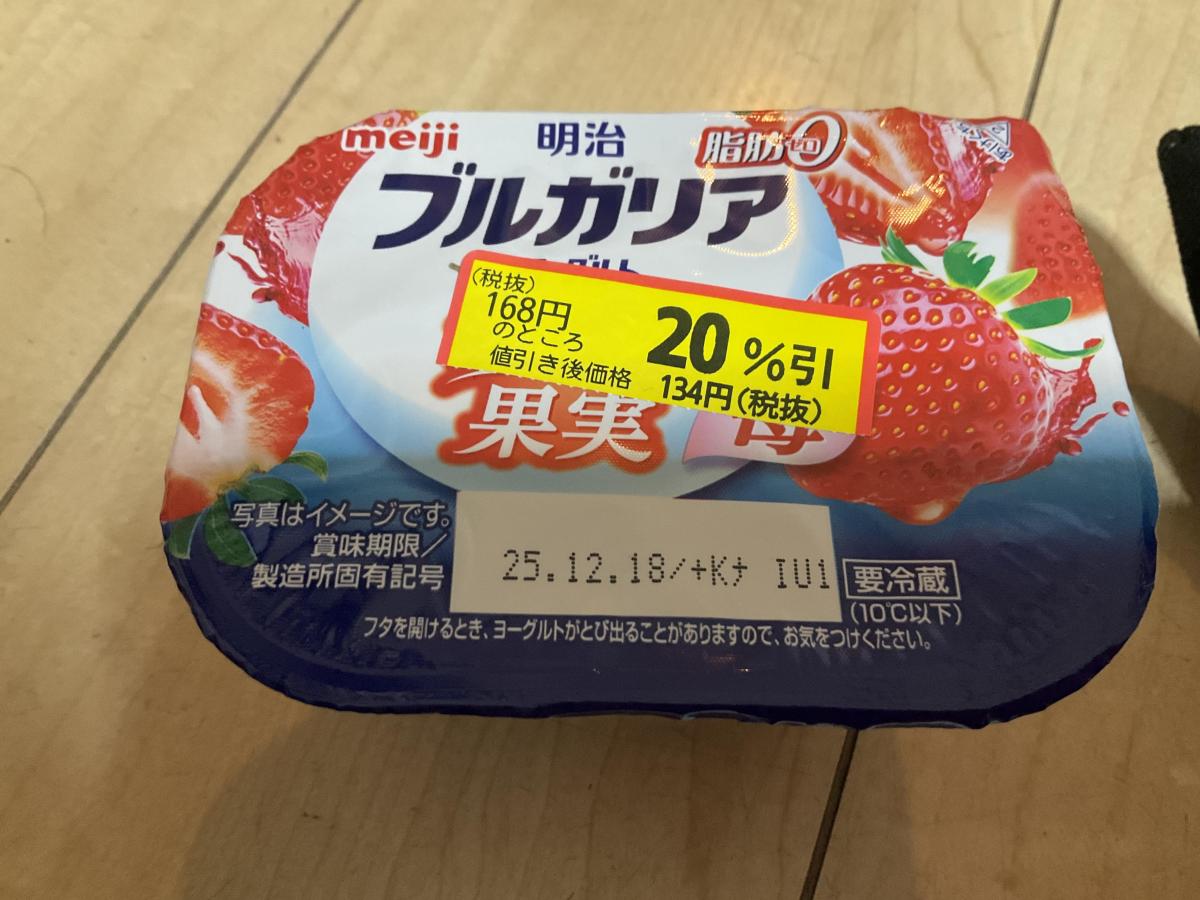 meiji 明治 脂肪ゼロ0
ブルガリア
(税抜)
168円
のところ
20%引
値引き後価格
134円(税抜)
果実
写真はイメージです。
賞味期限/
製造所固有記号
25.12.18/+Kナ IU1
要冷蔵
(10℃以下)
フタを開けるとき、ヨーグルトがとび出ることがありますので、お気をつけください。